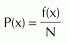 P(x) = f(x)/N